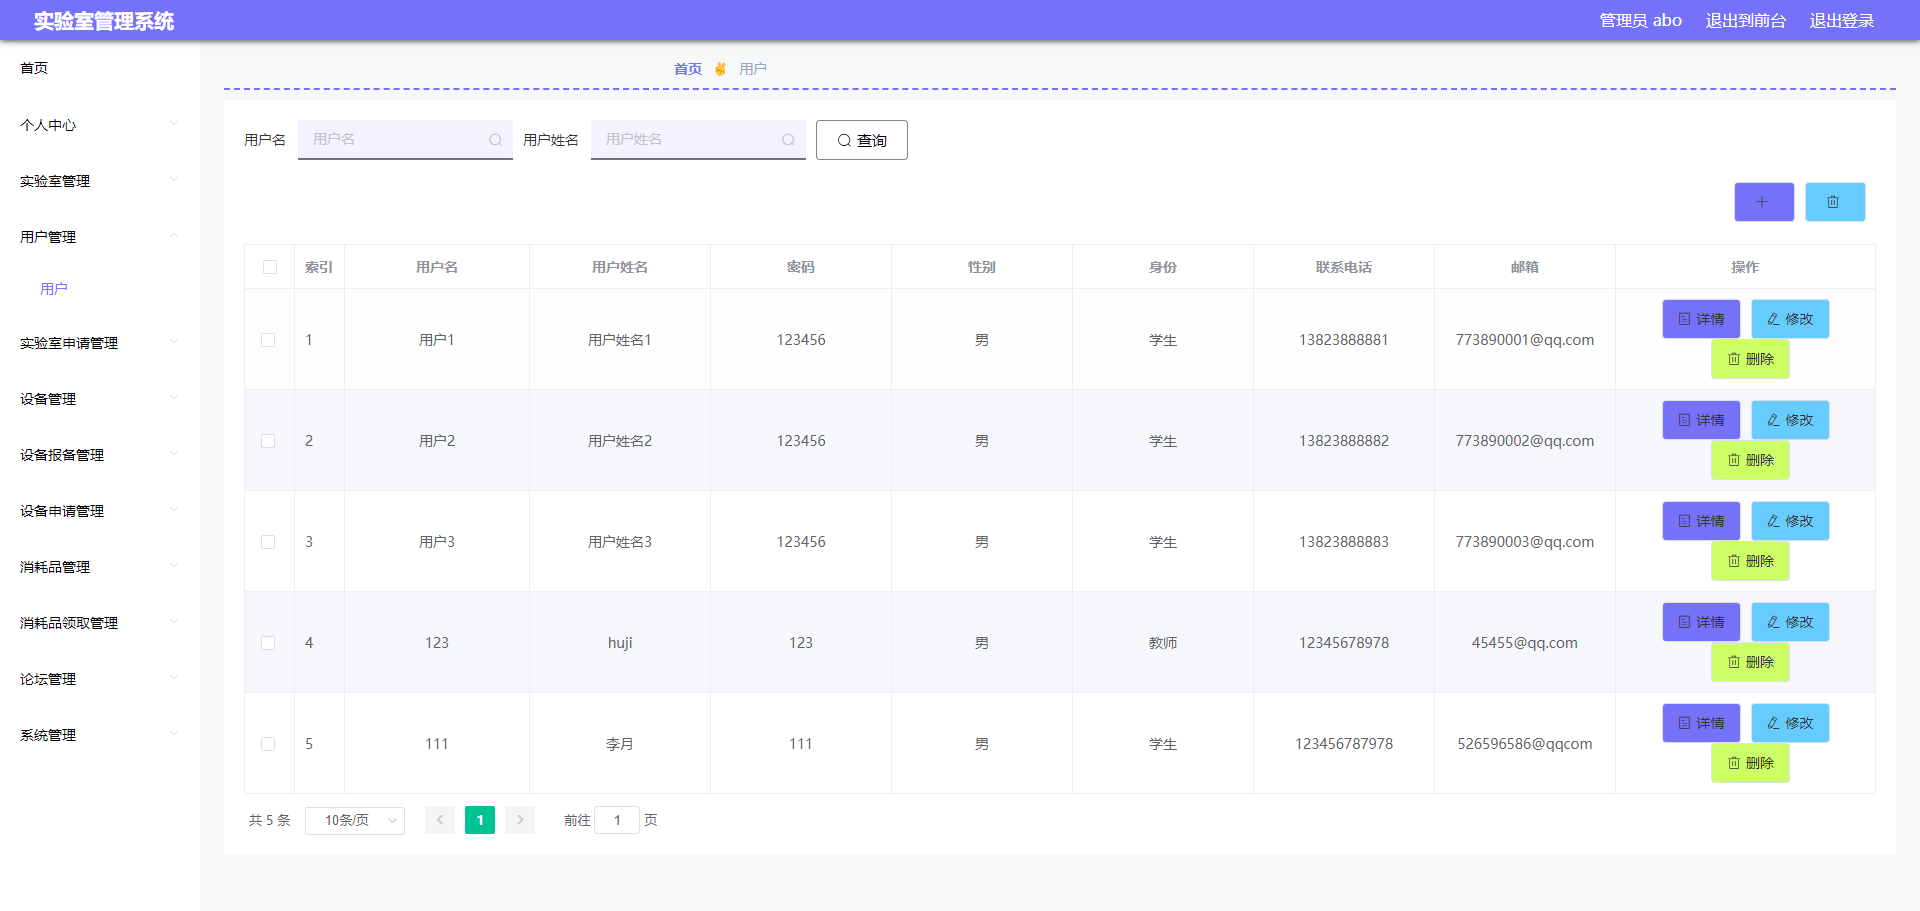 实验室管理系统 管理员 abo 退出到前台 退出登录
首页
个人中心
实验室管理
用户管理
用户
实验室申请管理
设备管理
设备报备管理
设备申请管理
消耗品管理
消耗品领取管理
论坛管理
系统管理
首页 ✌ 用户
用户名 用户名 用户姓名 用户姓名 查询
索引 用户名 用户姓名 密码 性别 身份 联系电话 邮箱 操作
1 用户1 用户姓名1 123456 男 学生 13823888881 773890001@qq.com 详情 修改
删除
2 用户2 用户姓名2 123456 男 学生 13823888882 773890002@qq.com 详情 修改
删除
3 用户3 用户姓名3 123456 男 学生 13823888883 773890003@qq.com 详情 修改
删除
4 123 huji 123 男 教师 12345678978 45455@qq.com 详情 修改
删除
5 111 李月 111 男 学生 123456787978 526596586@qqcom 详情 修改
删除
共 5 条 10条/页 1 前往 1 页